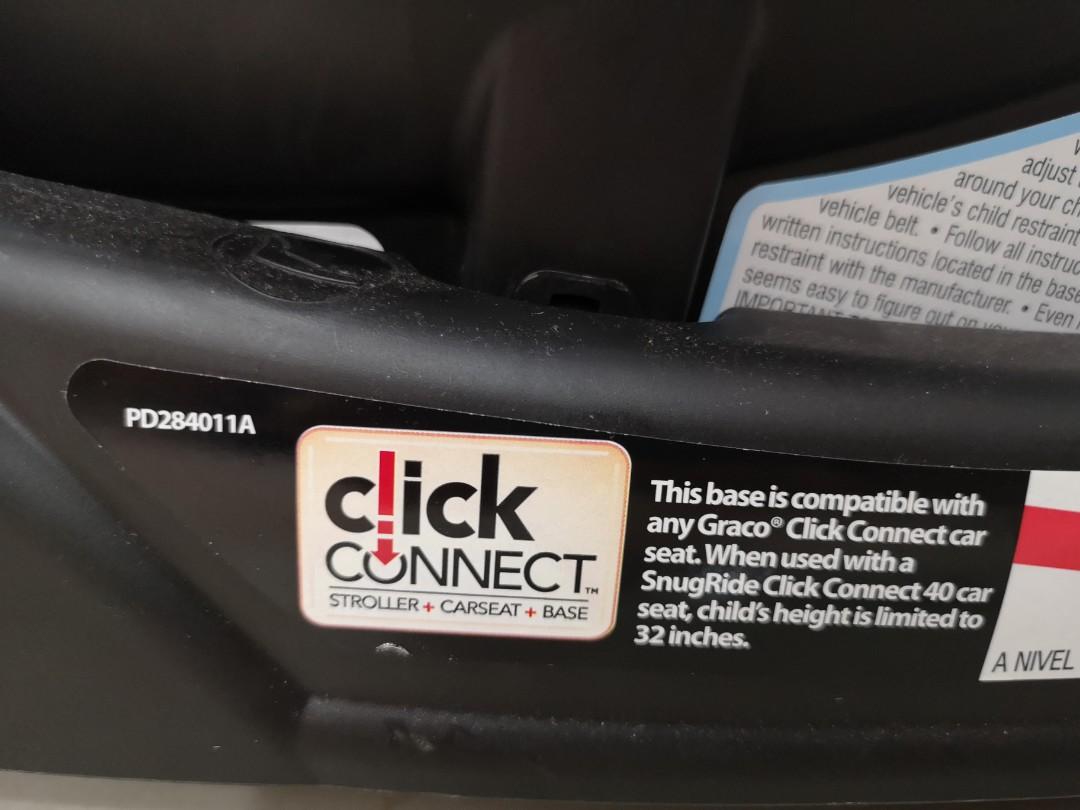 adjust
around your
vehicle's child restraint
vehicle belt. • Follow all
written instructions located in the base
restraint with the manufacturer. • Even
seems easy to figure out on
IMPORTANT
PD284011A
click
CONNECT™
STROLLER + CARSEAT + BASE
This base is compatible with
any Graco® Click Connect car
seat. When used with a
SnugRide Click Connect 40 car
seat, child's height is limited to
32 inches.
A NIVEL